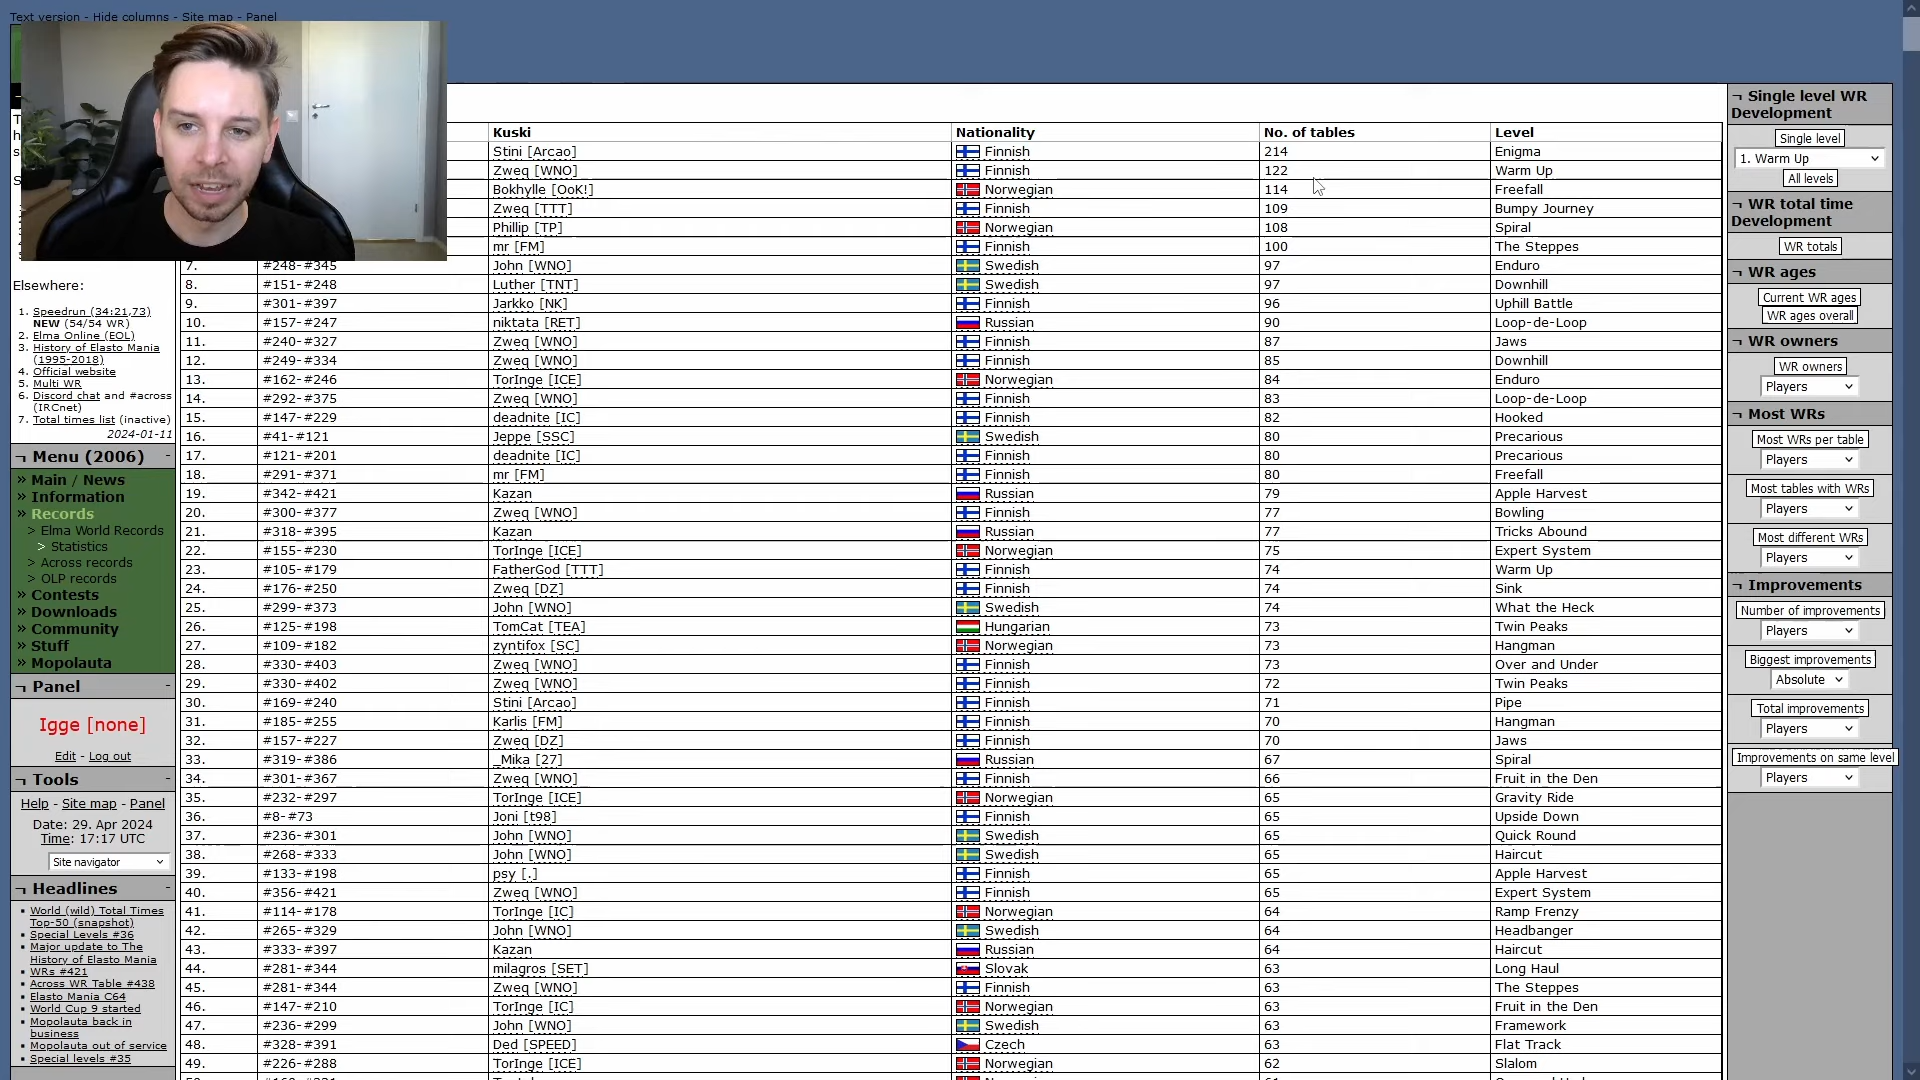 Text version - Hide columns - Site map - Panel
Kuski Nationality No. of tables Level
Stini [Arcao] Finnish 214 Enigma
Zweq [WNO] Finnish 122 Warm Up
Bokhylle [OoK!] Norwegian 114 Freefall
Zweq [TTT] Finnish 109 Bumpy Journey
Phillip [TP] Norwegian 108 Spiral
mr [FM] Finnish 100 The Steppes
7. #248-#345 John [WNO] Swedish 97 Enduro
8. #151-#248 Luther [TNT] Swedish 97 Downhill
9. #301-#397 Jarkko [NK] Finnish 96 Uphill Battle
10. #157-#247 niktata [RET] Russian 90 Loop-de-Loop
11. #240-#327 Zweq [WNO] Finnish 87 Jaws
12. #249-#334 Zweq [WNO] Finnish 85 Downhill
13. #162-#246 TorInge [ICE] Norwegian 84 Enduro
14. #292-#375 Zweq [WNO] Finnish 83 Loop-de-Loop
15. #147-#229 deadnite [IC] Finnish 82 Hooked
16. #41-#121 Jeppe [SSC] Swedish 80 Precarious
17. #121-#201 deadnite [IC] Finnish 80 Precarious
18. #291-#371 mr [FM] Finnish 80 Freefall
19. #342-#421 Kazan Russian 79 Apple Harvest
20. #300-#377 Zweq [WNO] Finnish 77 Bowling
21. #318-#395 Kazan Russian 77 Tricks Abound
22. #155-#230 TorInge [ICE] Norwegian 75 Expert System
23. #105-#179 FatherGod [TTT] Finnish 74 Warm Up
24. #176-#250 Zweq [DZ] Finnish 74 Sink
25. #299-#373 John [WNO] Swedish 74 What the Heck
26. #125-#198 TomCat [TEA] Hungarian 73 Twin Peaks
27. #109-#182 zyntifox [SC] Norwegian 73 Hangman
28. #330-#403 Zweq [WNO] Finnish 73 Over and Under
29. #330-#402 Zweq [WNO] Finnish 72 Twin Peaks
30. #169-#240 Stini [Arcao] Finnish 71 Pipe
31. #185-#255 Karlis [FM] Finnish 70 Hangman
32. #157-#227 Zweq [DZ] Finnish 70 Jaws
33. #319-#386 _Mika [27] Russian 67 Spiral
34. #301-#367 Zweq [WNO] Finnish 66 Fruit in the Den
35. #232-#297 TorInge [ICE] Norwegian 65 Gravity Ride
36. #8-#73 Joni [t98] Finnish 65 Upside Down
37. #236-#301 John [WNO] Swedish 65 Quick Round
38. #268-#333 John [WNO] Swedish 65 Haircut
39. #133-#198 psy [.] Finnish 65 Apple Harvest
40. #356-#421 Zweq [WNO] Finnish 65 Expert System
41. #114-#178 TorInge [IC] Norwegian 64 Ramp Frenzy
42. #265-#329 John [WNO] Swedish 64 Headbanger
43. #333-#397 Kazan Russian 64 Haircut
44. #281-#344 milagros [SET] Slovak 63 Long Haul
45. #281-#344 Zweq [WNO] Finnish 63 The Steppes
46. #147-#210 TorInge [IC] Norwegian 63 Fruit in the Den
47. #236-#299 John [WNO] Swedish 63 Framework
48. #328-#391 Ded [SPEED] Czech 63 Flat Track
49. #226-#288 TorInge [ICE] Norwegian 62 Slalom
Elsewhere:
1. Speedrun (34:21,73)
NEW (54/54 WR)
2. Elma Online (EOL)
3. History of Elasto Mania
(1995-2018)
4. Official website
5. Multi WR
6. Discord chat and #across
(IRCnet)
7. Total times list (inactive)
2024-01-11
¬ Menu (2006) -
» Main / News
» Information
» Records
> Elma World Records
> Statistics
> Across records
> OLP records
» Contests
» Downloads
» Community
» Stuff
» Mopolauta
¬ Panel -
Igge [none]
Edit - Log out
¬ Tools -
Help - Site map - Panel
Date: 29. Apr 2024
Time: 17:17 UTC
Site navigator
¬ Headlines -
World (wild) Total Times
Top-50 (snapshot)
Special Levels #36
Major update to The
History of Elasto Mania
WRs #421
Across WR Table #438
Elasto Mania C64
World Cup 9 started
Mopolauta back in
business
Mopolauta out of service
Special levels #35
¬ Single level WR
Development
Single level
1. Warm Up
All levels
¬ WR total time
Development
WR totals
¬ WR ages
Current WR ages
WR ages overall
¬ WR owners
WR owners
Players
¬ Most WRs
Most WRs per table
Players
Most tables with WRs
Players
Most different WRs
Players
¬ Improvements
Number of improvements
Players
Biggest improvements
Absolute
Total improvements
Players
Improvements on same level
Players